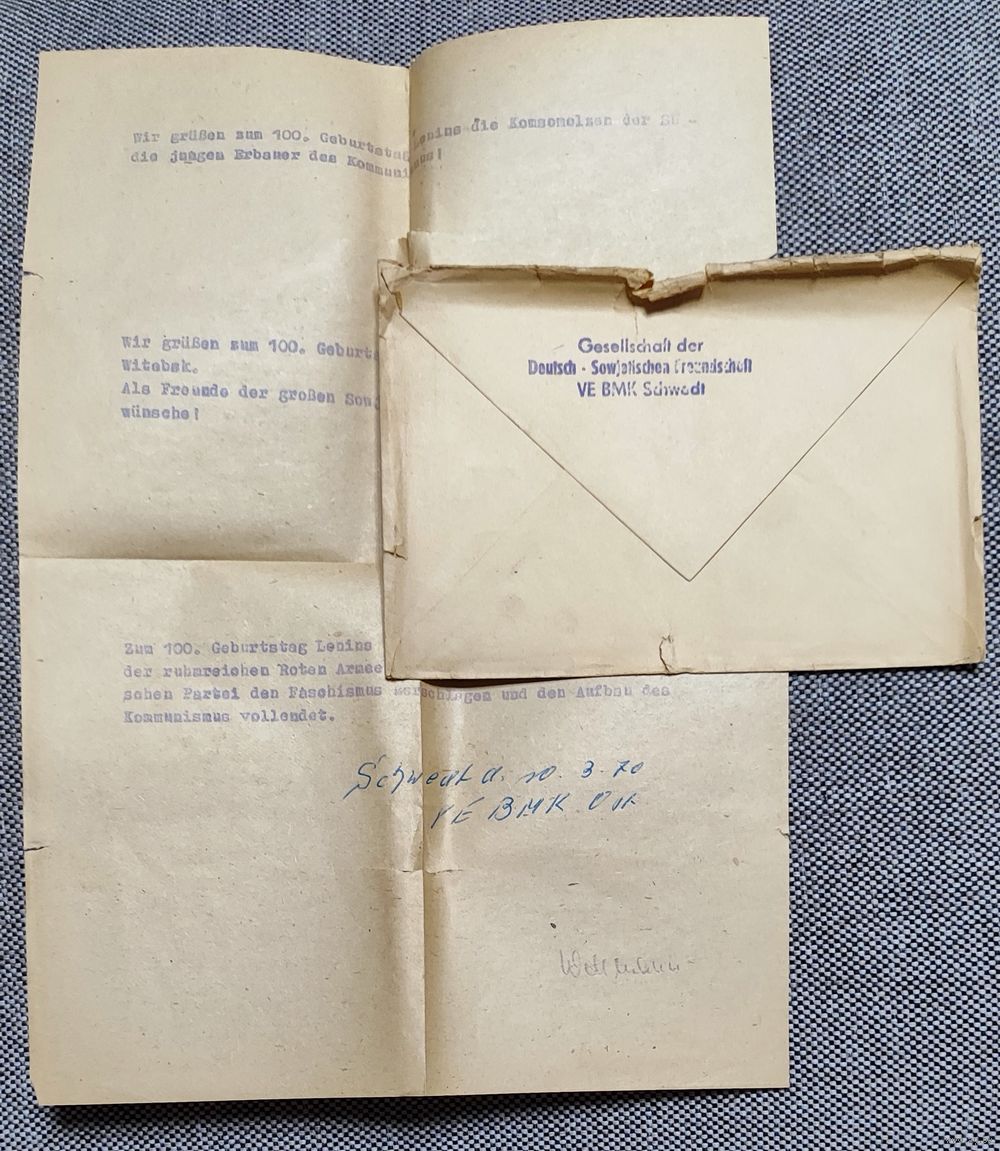 Wir grüßen zum 100. Geburtstag Lenins die Komsomolzen der SU -
die jungen Erbauer des Kommunismus!
Wir grüßen zum 100. Geburts
Witebsk.
Als Freunde der großen Sow
wünsche!
Zum 100. Geburtstag Lenins
der ruhmreichen Roten Armee
schen Partei den Faschismus zerschlagen und den Aufbau des
Kommunismus vollendet.
Schwedt d. 10. 3. 70
VE BMK
Gesellschaft der
Deutsch - Sowjetischen Freundschaft
VE BMK Schwedt